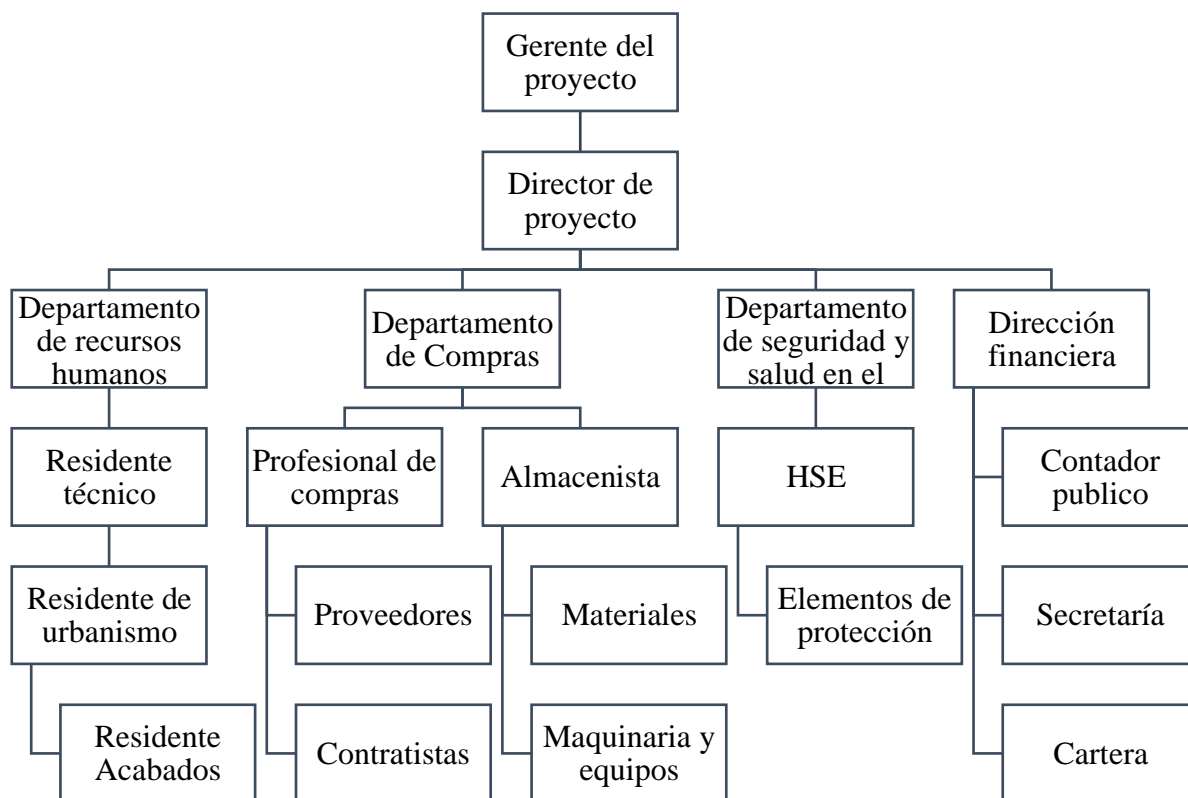 Gerente del
proyecto
Director de
proyecto
Departamento
de recursos
humanos
Departamento
de Compras
Departamento
de seguridad y
salud en el
Dirección
financiera
Residente
técnico
Profesional de
compras
Almacenista
HSE
Contador
publico
Residente de
urbanismo
Proveedores
Materiales
Elementos de
protección
Secretaría
Residente
Acabados
Contratistas
Maquinaria y
equipos
Cartera